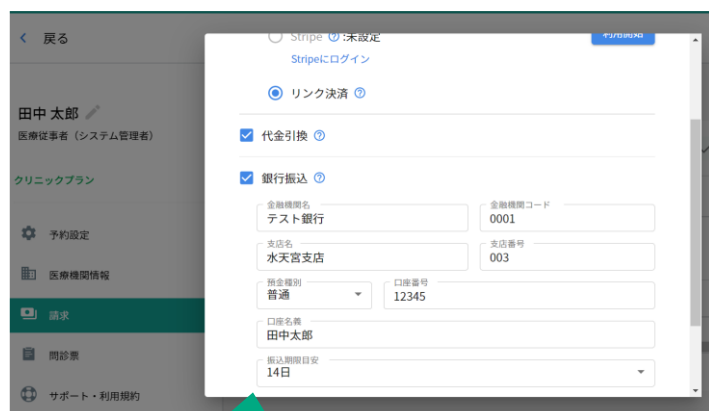 戻る
田中 太郎
医療従事者（システム管理者）
クリニックプラン
予約設定
医療機関情報
請求
問診票
サポート・利用規約
Stripe :未設定
利用開始
Stripeにログイン
リンク決済
代金引換
銀行振込
金融機関名
テスト銀行
金融機関コード
0001
支店名
水天宮支店
支店番号
003
預金種別
普通
口座番号
12345
口座名義
田中太郎
振込期限目安
14日